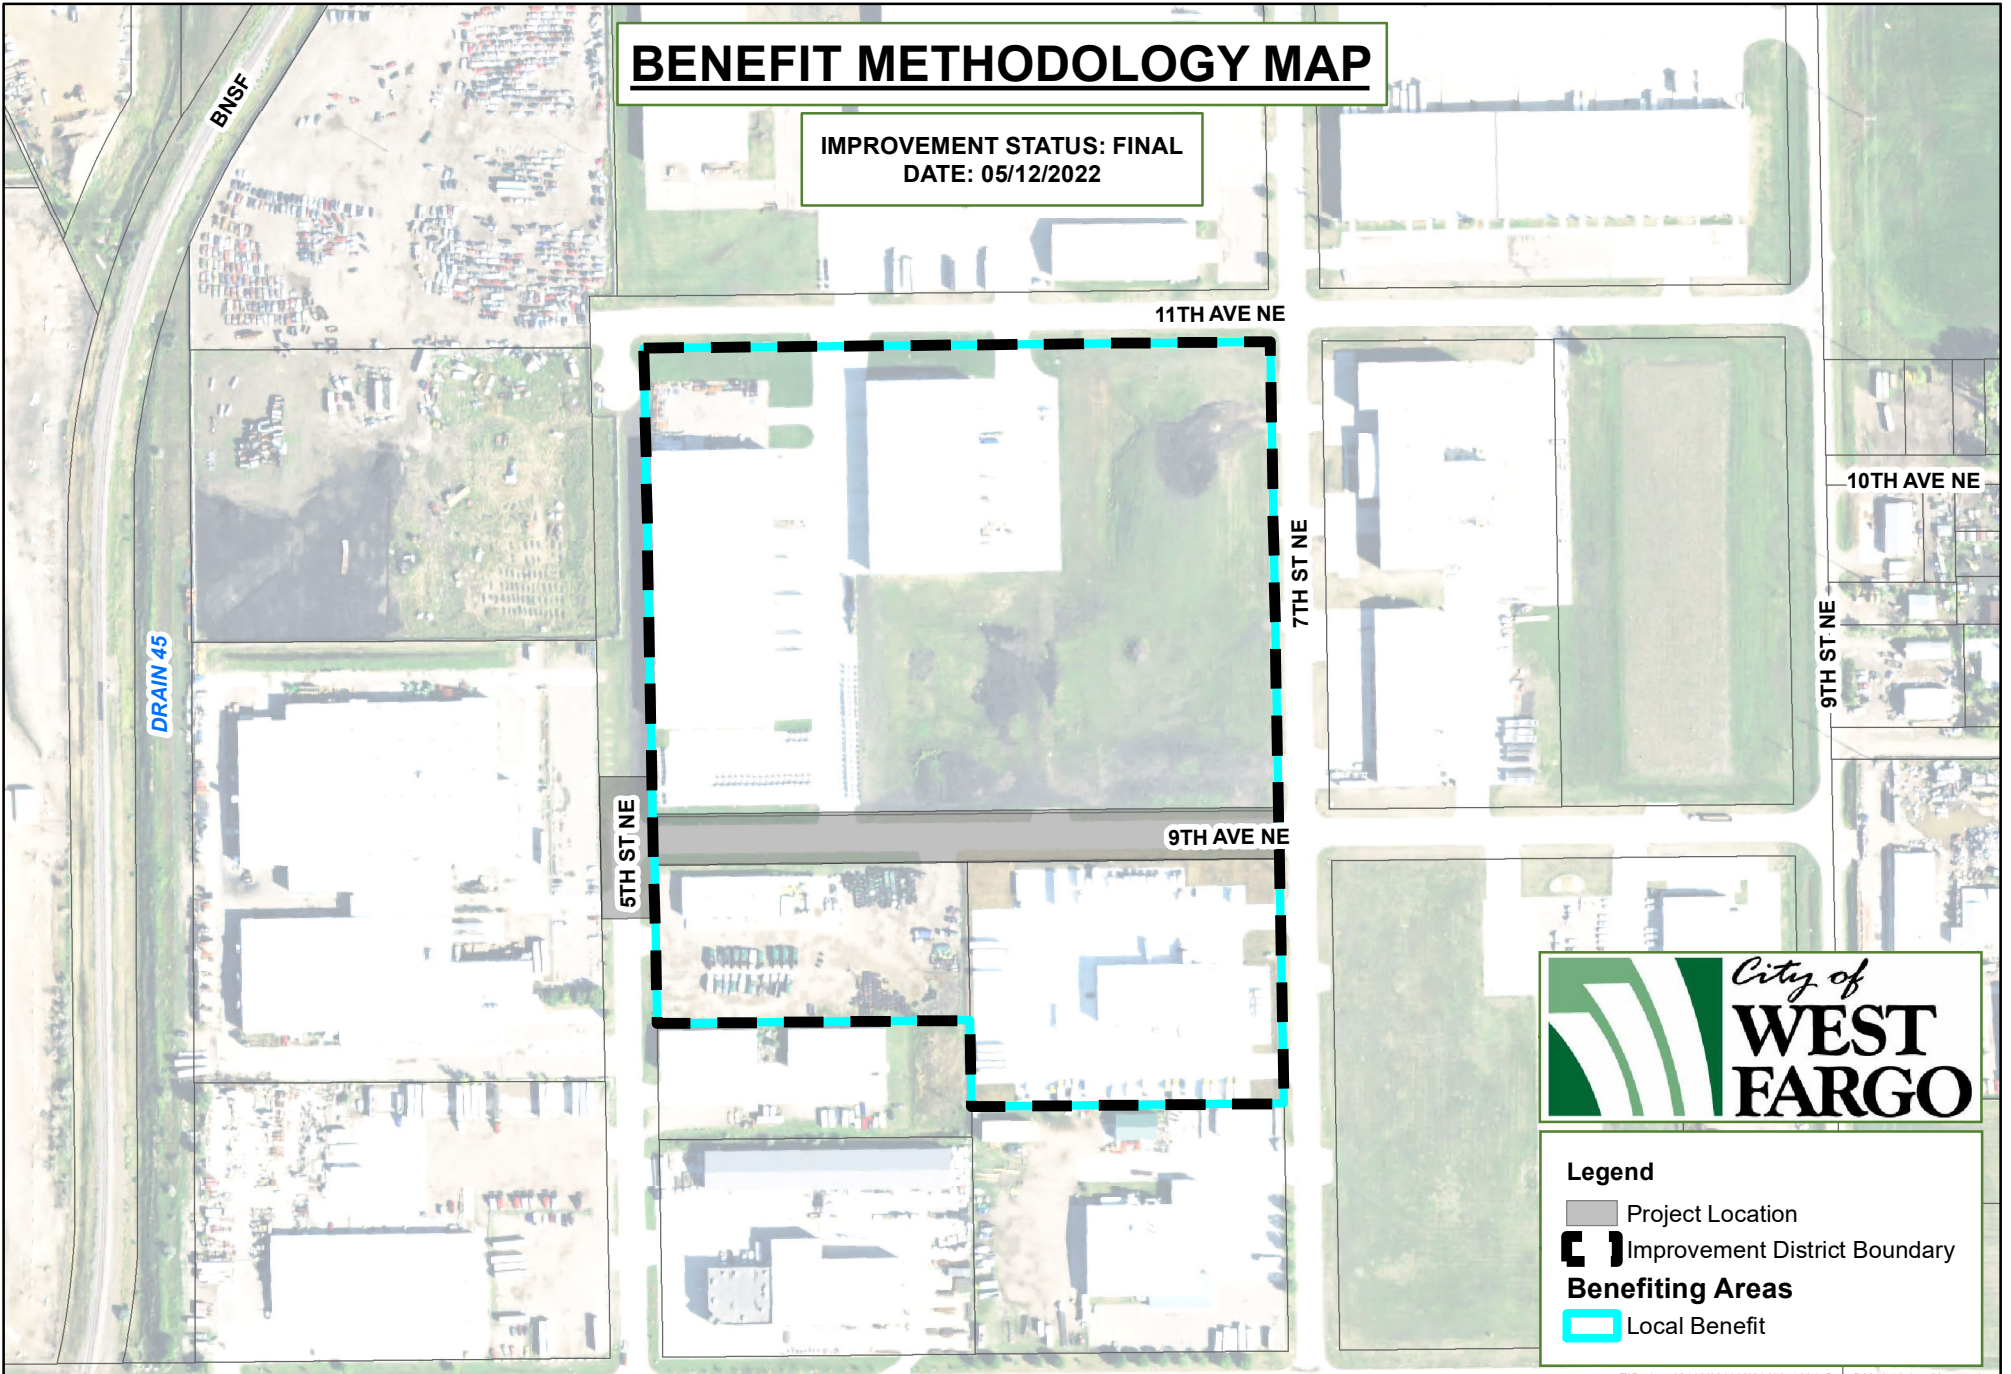 BENEFIT METHODOLOGY MAP
IMPROVEMENT STATUS: FINAL
DATE: 05/12/2022
BNSF
11TH AVE NE
10TH AVE NE
7TH ST NE
9TH ST NE
DRAIN 45
5TH ST NE
9TH AVE NE
City of
WEST
FARGO
Legend
Project Location
Improvement District Boundary
Benefiting Areas
Local Benefit